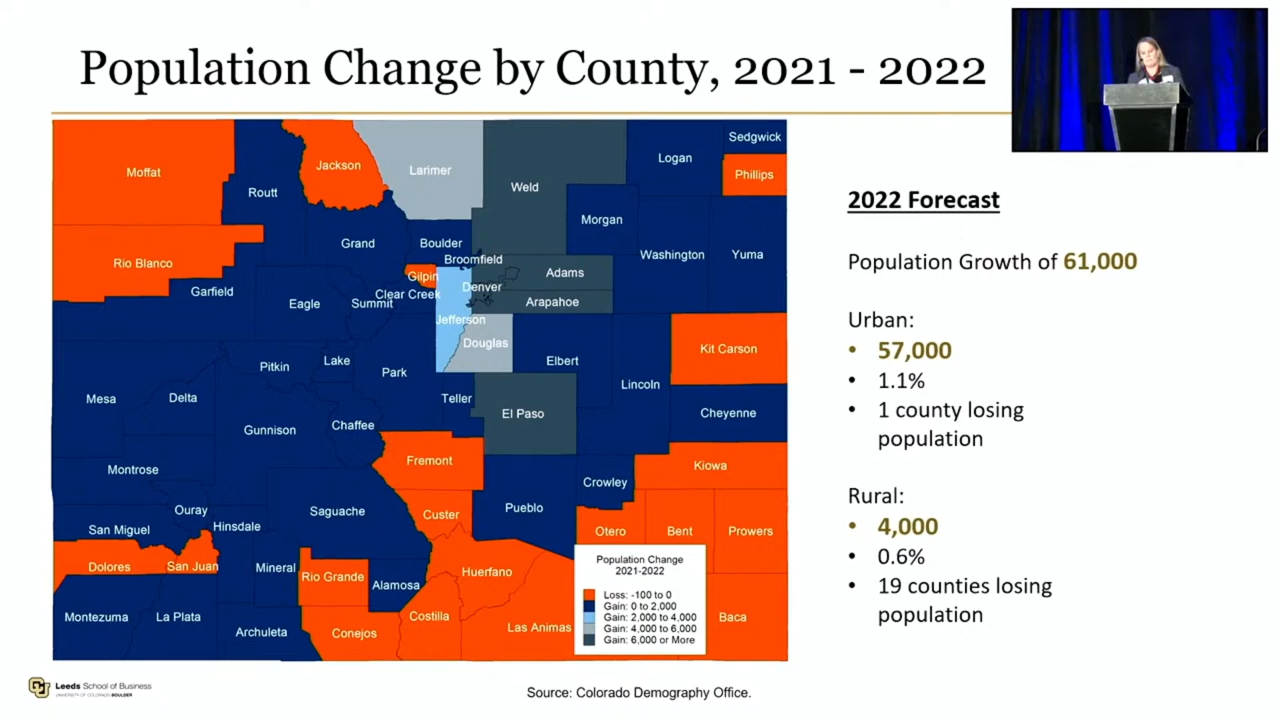 Population Change by County, 2021 - 2022
Moffat
Routt
Jackson
Larimer
Weld
Logan
Sedgwick
Phillips
Morgan
Grand
Boulder
Broomfield
Washington
Yuma
Rio Blanco
Gilpin
Adams
Garfield
Eagle
Summit
Clear Creek
Denver
Arapahoe
Jefferson
Douglas
Kit Carson
Pitkin
Lake
Park
Elbert
Lincoln
Mesa
Delta
Teller
Cheyenne
Gunnison
Chaffee
El Paso
Montrose
Fremont
Kiowa
Crowley
Ouray
Saguache
Custer
Pueblo
San Miguel
Hinsdale
Otero
Bent
Prowers
Dolores
San Juan
Mineral
Rio Grande
Alamosa
Huerfano
Montezuma
La Plata
Archuleta
Conejos
Costilla
Las Animas
Baca
Population Change
2021-2022
Loss: -100 to 0
Gain: 0 to 2,000
Gain: 2,000 to 4,000
Gain: 4,000 to 6,000
Gain: 6,000 or More
2022 Forecast
Population Growth of 61,000
Urban:
• 57,000
• 1.1%
• 1 county losing
population
Rural:
• 4,000
• 0.6%
• 19 counties losing
population
CU
Leeds School of Business
UNIVERSITY OF COLORADO BOULDER
Source: Colorado Demography Office.